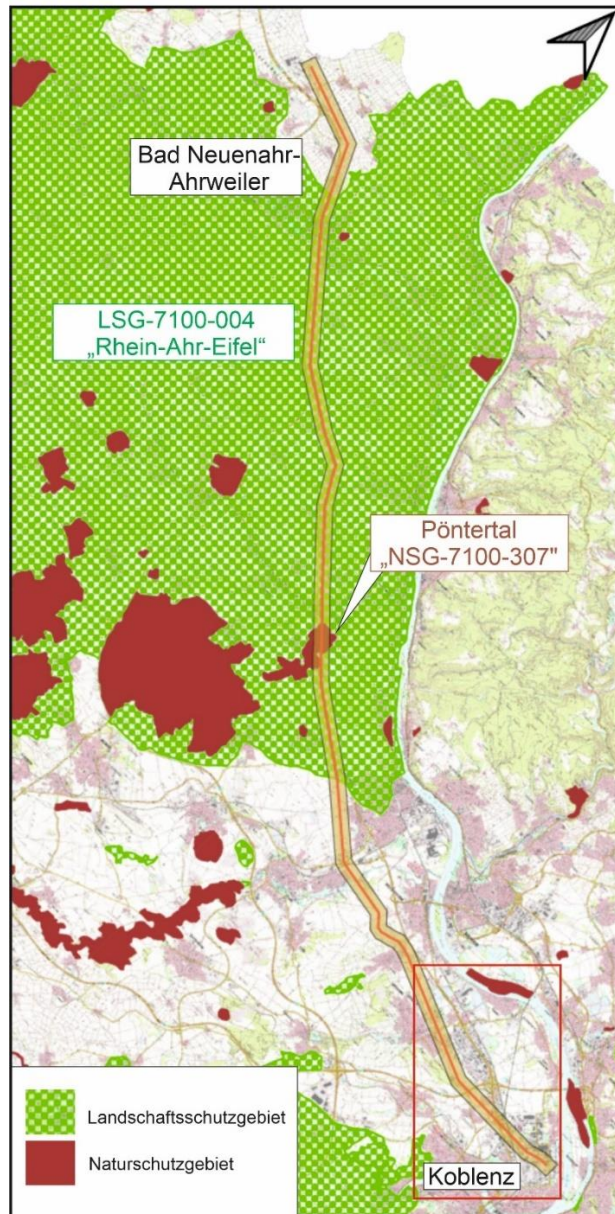 Bad Neuenahr-
Ahrweiler
LSG-7100-004
„Rhein-Ahr-Eifel“
Pöntertal
„NSG-7100-307"
Landschaftsschutzgebiet
Naturschutzgebiet
Koblenz